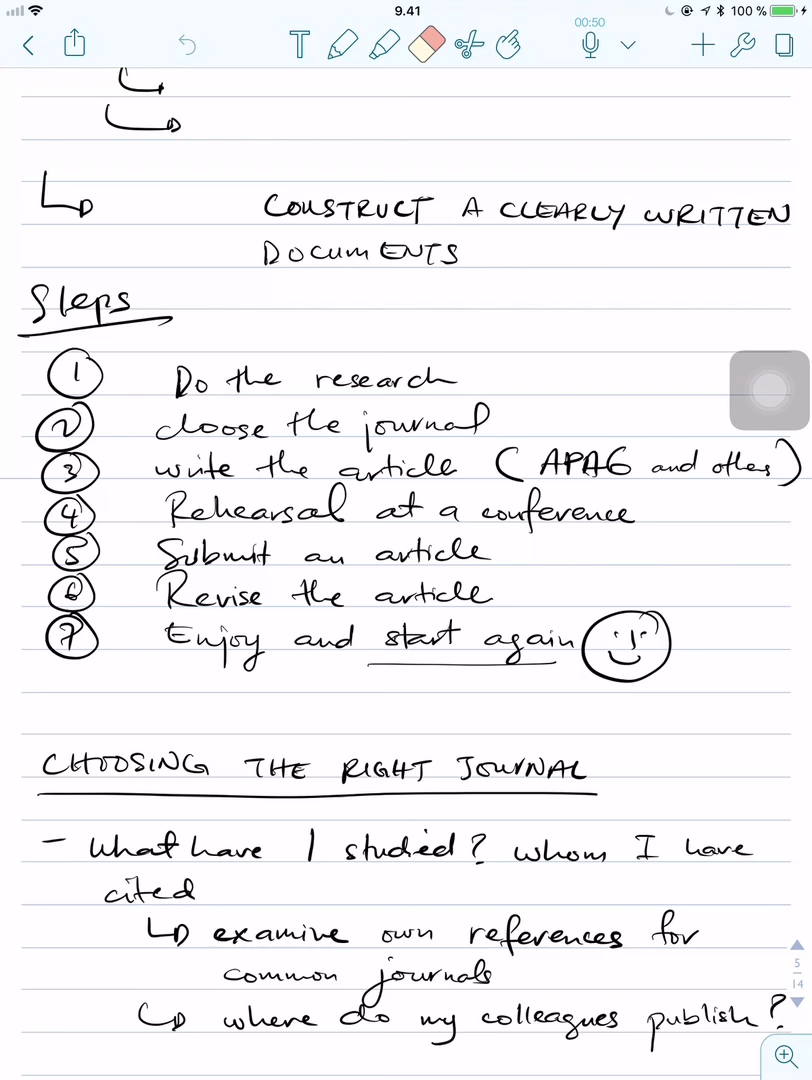 9.41
100 %
00:50
T
CONSTRUCT A CLEARLY WRITTEN
DOCUMENTS
Steps
1 Do the research
2 choose the journal
3 write the article (APA6 and others)
4 Rehearsal at a conference
5 Submit an article
6 Revise the article
7 Enjoy and start again
CHOOSING THE RIGHT JOURNAL
- What have I studied? whom I have
cited
examine own references for
common journals
where do my colleagues publish?
5
14